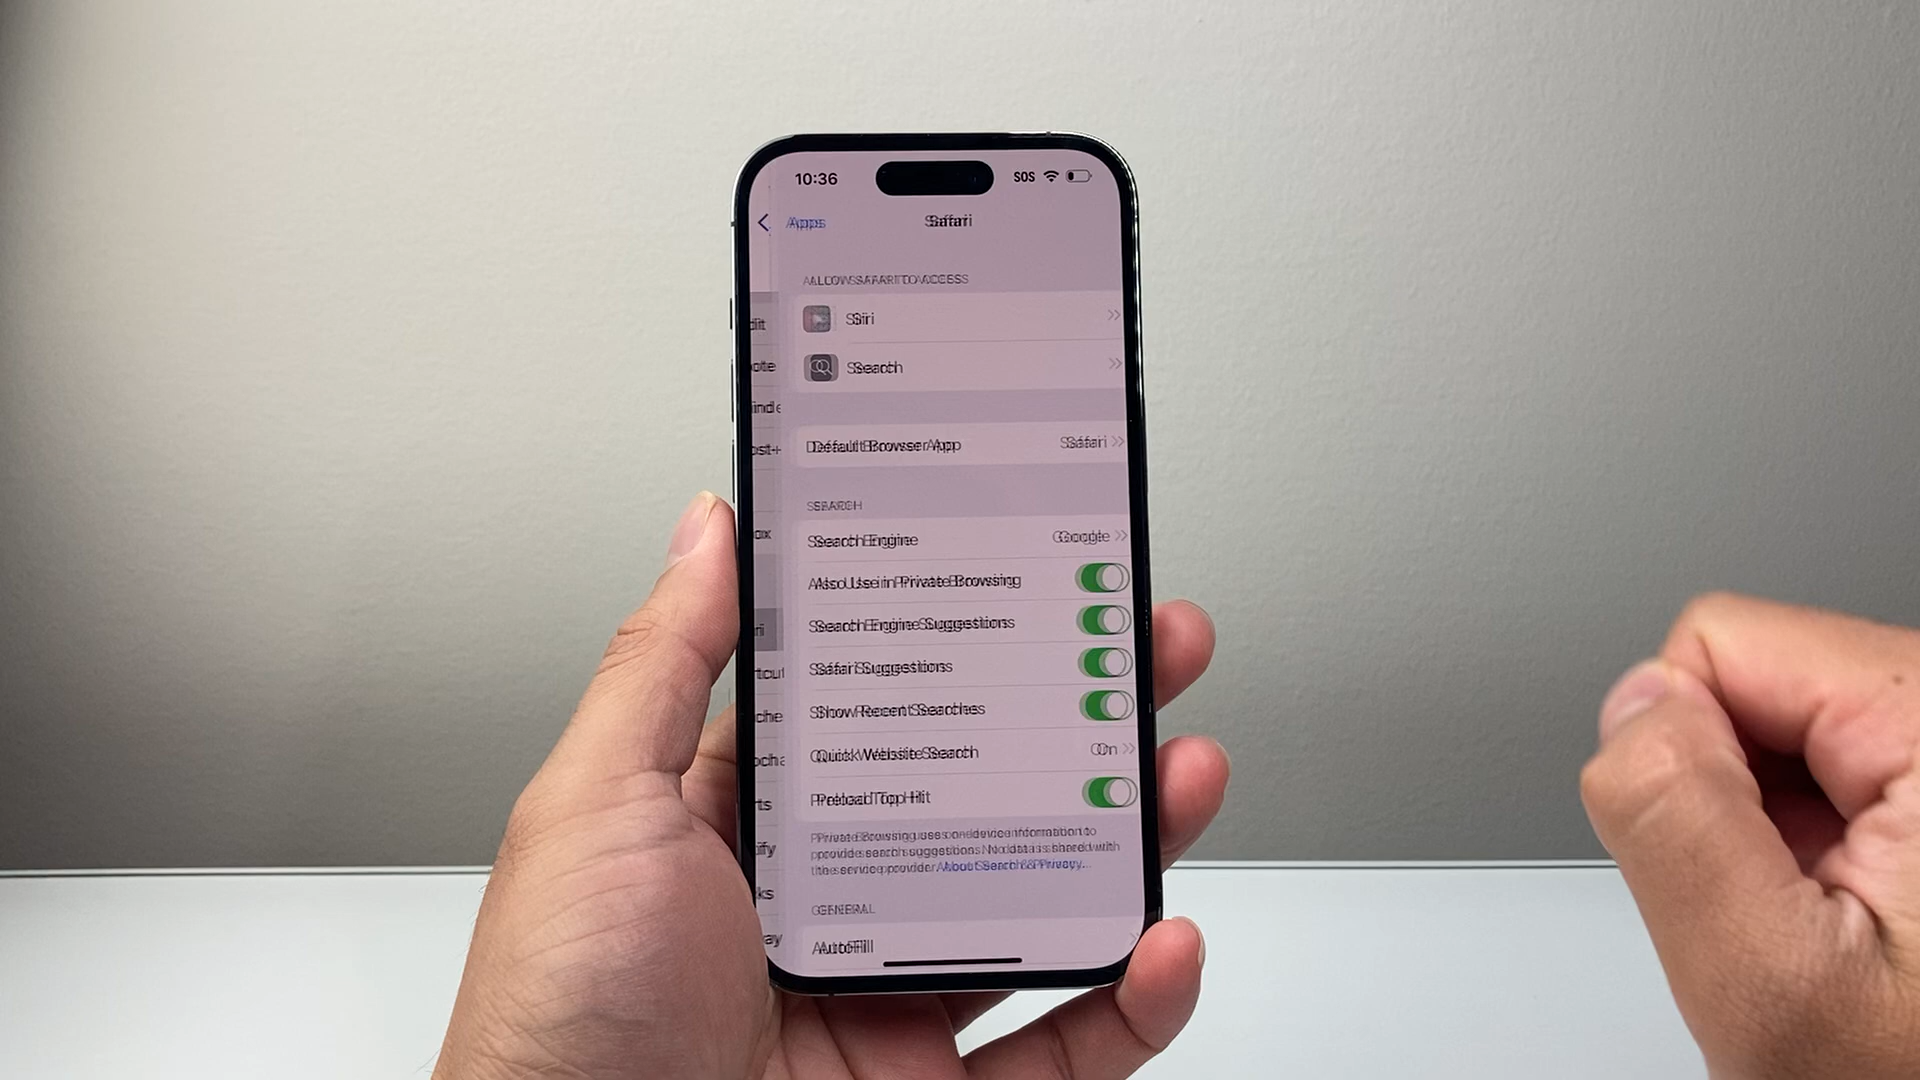 10:36 SOS
Apps Safari
ALLOW SAFARI TO ACCESS
Siri
Search
Default Browser App Safari
SEARCH
Search Engine Google
Also Use in Private Browsing
Search Engine Suggestions
Safari Suggestions
Show Recent Searches
Quick Website Search On
Preload Top Hit
Private Browsing uses on-device information to
provide search suggestions. No data is shared with
the service provider. About Search & Privacy...
GENERAL
AutoFill